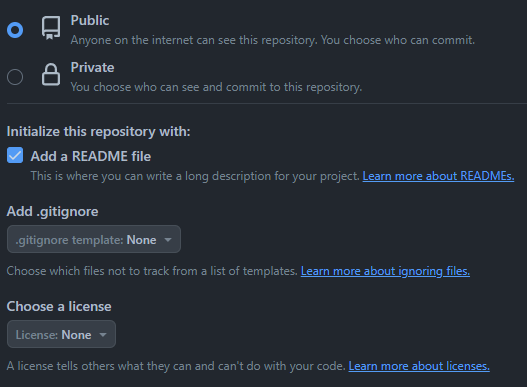 Public
Anyone on the internet can see this repository. You choose who can commit.
Private
You choose who can see and commit to this repository.
Initialize this repository with:
Add a README file
This is where you can write a long description for your project. Learn more about READMEs.
Add .gitignore
.gitignore template: None
Choose which files not to track from a list of templates. Learn more about ignoring files.
Choose a license
License: None
A license tells others what they can and can't do with your code. Learn more about licenses.